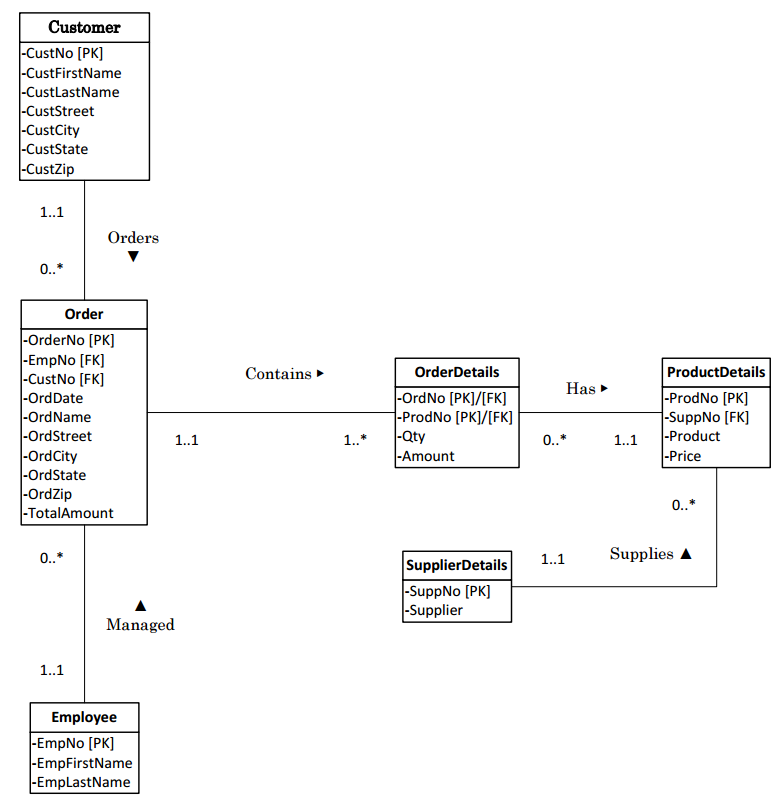 Customer
-CustNo [PK]
-CustFirstName
-CustLastName
-CustStreet
-CustCity
-CustState
-CustZip
1..1
Orders
▼
0..*
Order
-OrderNo [PK]
-EmpNo [FK]
-CustNo [FK]
-OrdDate
-OrdName
-OrdStreet
-OrdCity
-OrdState
-OrdZip
-TotalAmount
Contains ▶
1..1
1..*
OrderDetails
-OrdNo [PK]/[FK]
-ProdNo [PK]/[FK]
-Qty
-Amount
Has ▶
0..*
1..1
ProductDetails
-ProdNo [PK]
-SuppNo [FK]
-Product
-Price
0..*
Supplies ▲
1..1
SupplierDetails
-SuppNo [PK]
-Supplier
0..*
▲
Managed
1..1
Employee
-EmpNo [PK]
-EmpFirstName
-EmpLastName